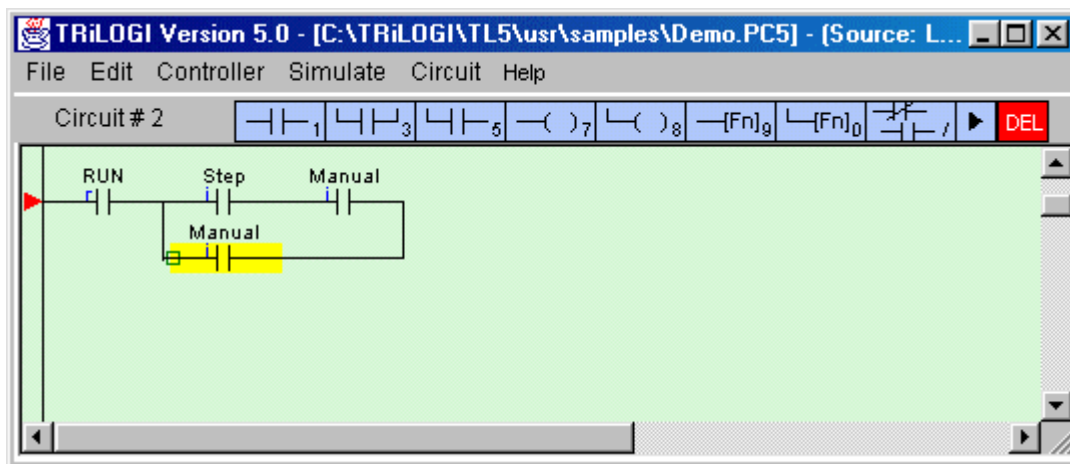 TRiLOGI Version 5.0 - [C:\TRiLOGI\TL5\usr\samples\Demo.PC5] - (Source: L...
File Edit Controller Simulate Circuit Help
Circuit # 2 1 3 5 ( )7 ( )8 [Fn]9 [Fn]0 / DEL
RUN Step Manual
r i i
Manual
i